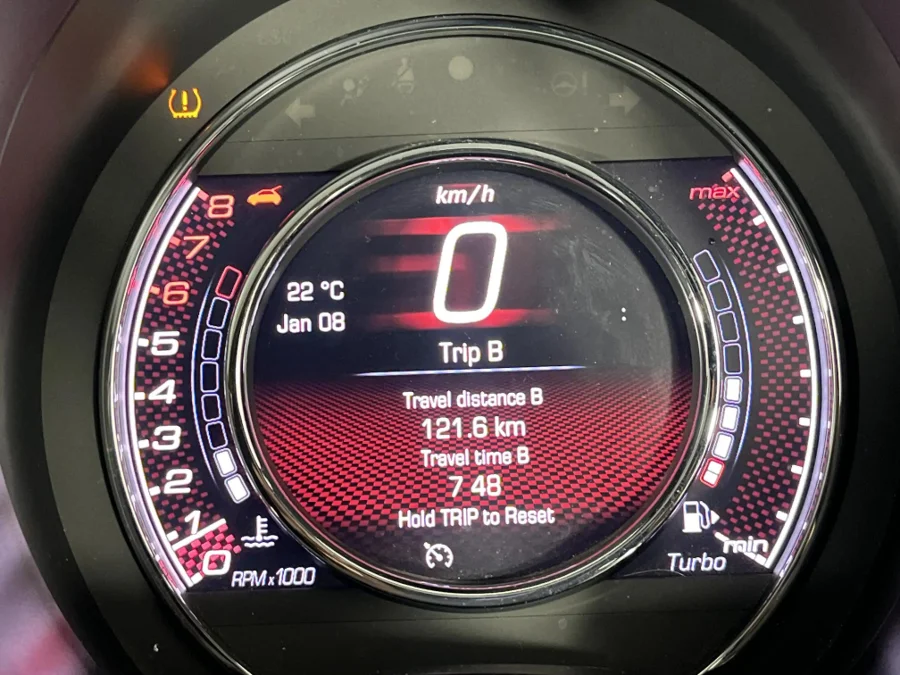 km/h
max
8
7
6
5
4
3
2
1
0
RPM x1000
0
22 °C
Jan 08
Trip B
Travel distance B
121.6 km
Travel time B
7 48
Hold TRIP to Reset
min
Turbo